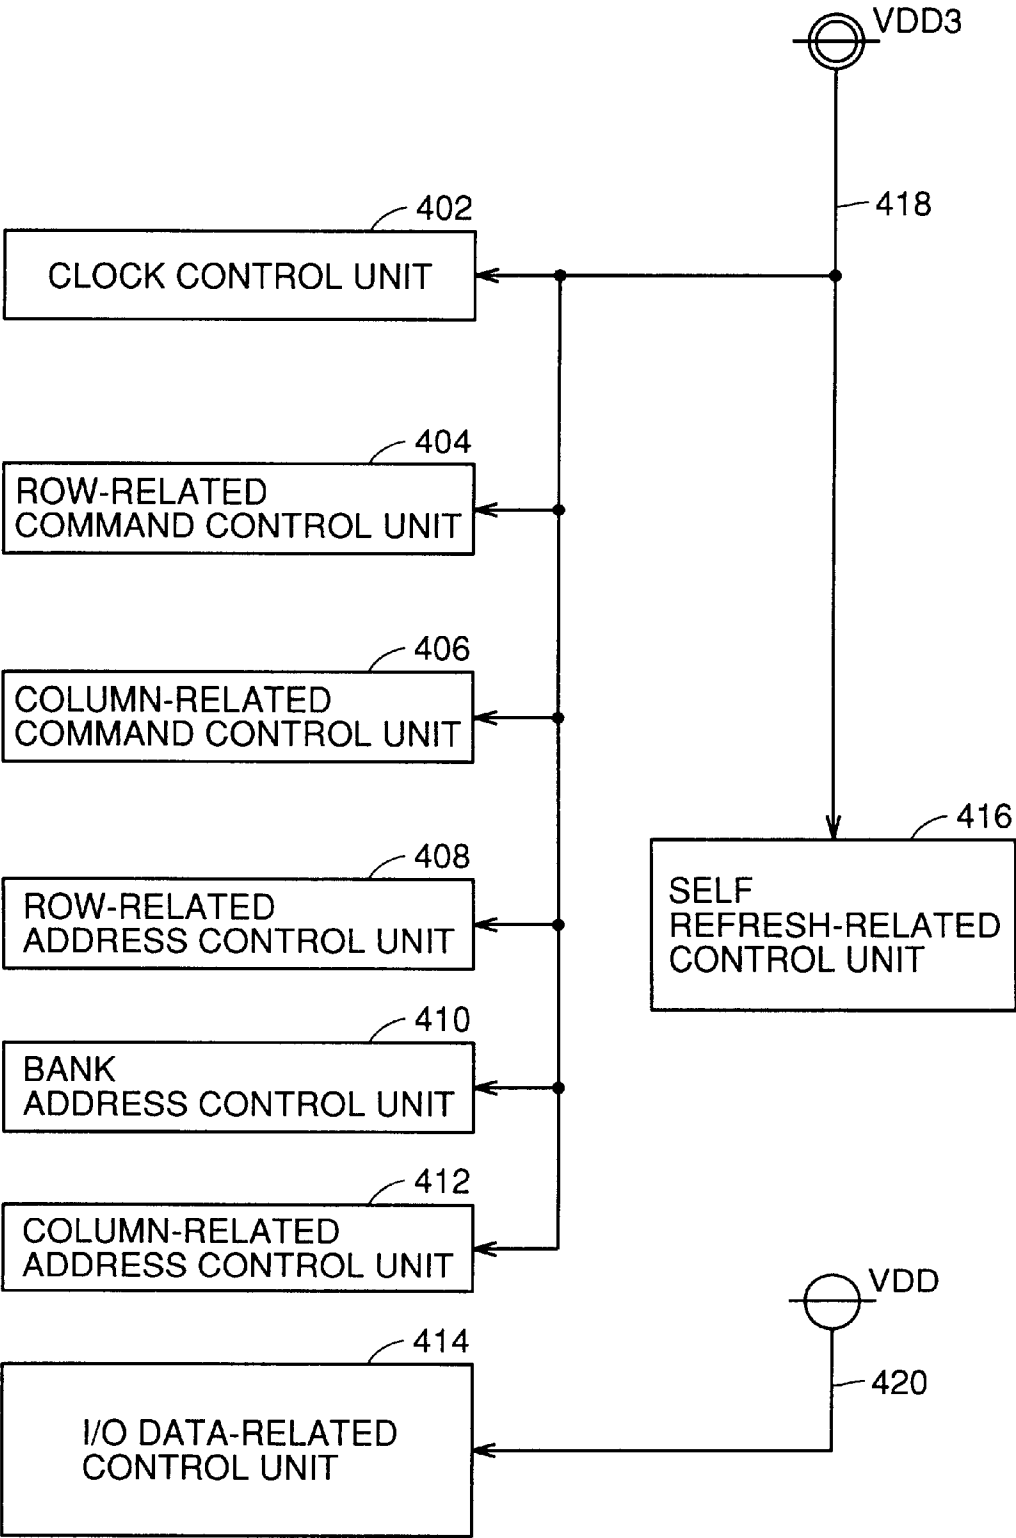 VDD3
418
402
CLOCK CONTROL UNIT
404
ROW-RELATED
COMMAND CONTROL UNIT
406
COLUMN-RELATED
COMMAND CONTROL UNIT
416
SELF
REFRESH-RELATED
CONTROL UNIT
408
ROW-RELATED
ADDRESS CONTROL UNIT
410
BANK
ADDRESS CONTROL UNIT
412
COLUMN-RELATED
ADDRESS CONTROL UNIT
VDD
420
414
I/O DATA-RELATED
CONTROL UNIT